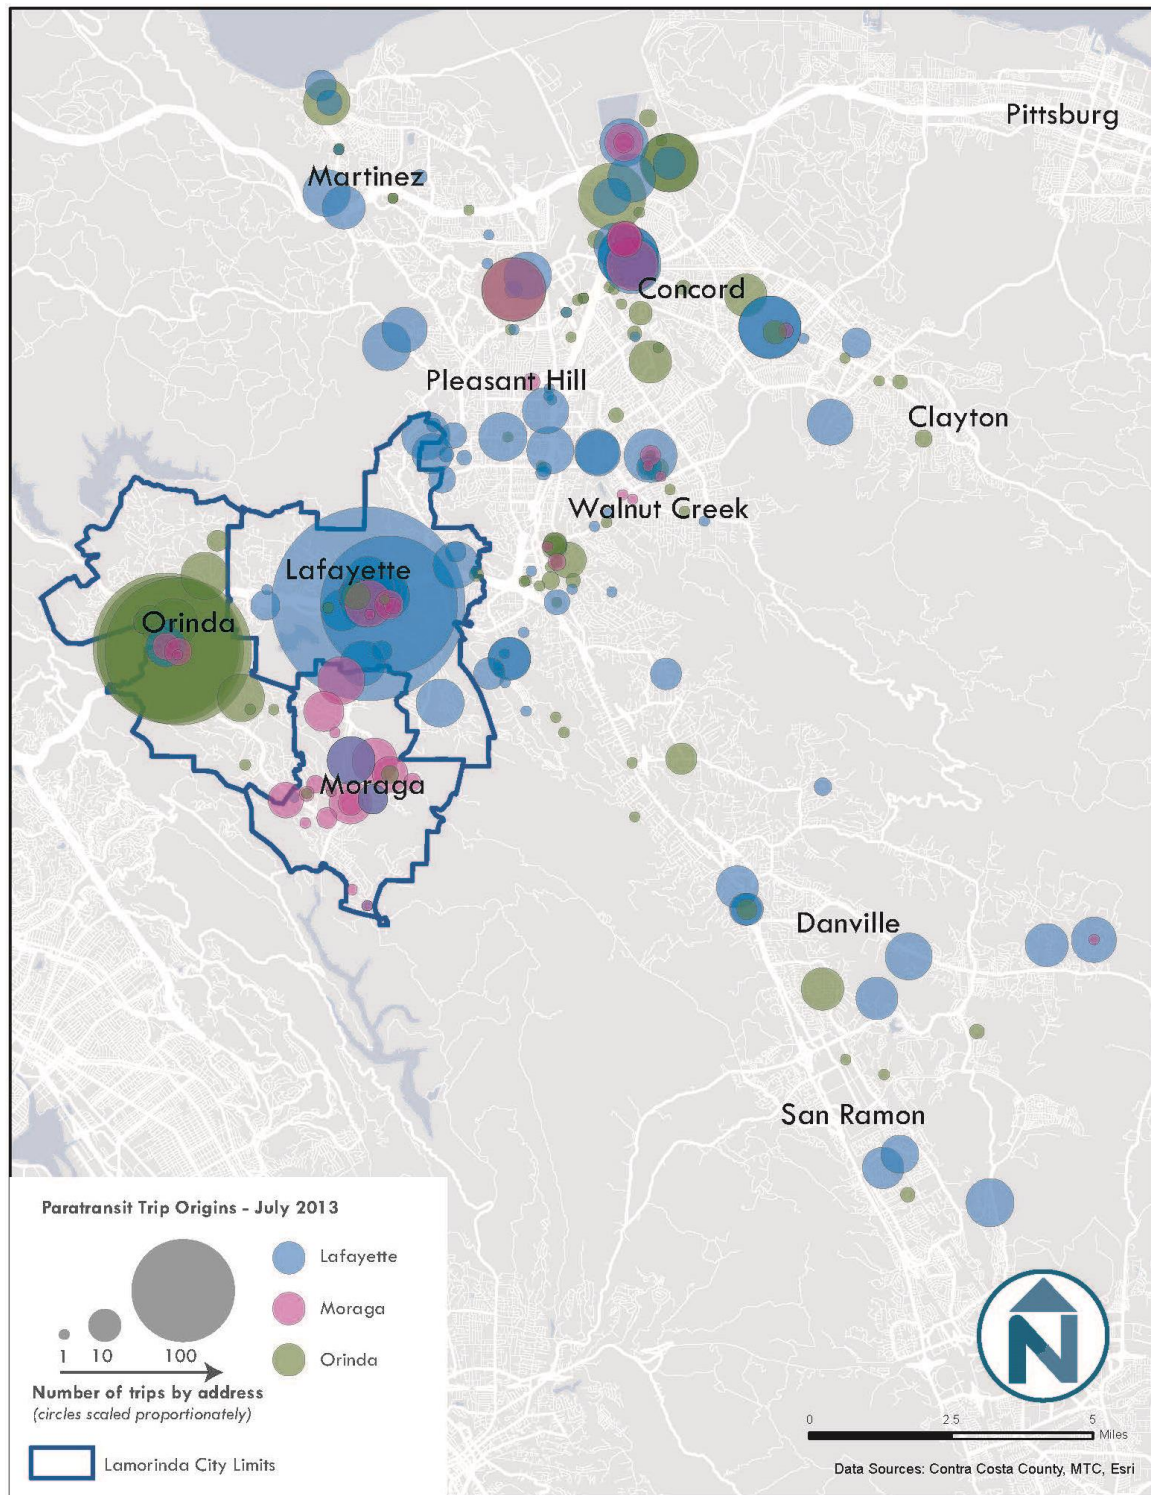 Pittsburg
Martinez
Concord
Pleasant Hill
Clayton
Walnut Creek
Lafayette
Orinda
Moraga
Danville
San Ramon
Paratransit Trip Origins - July 2013
Lafayette
Moraga
Orinda
1 10 100
Number of trips by address
(circles scaled proportionately)
Lamorinda City Limits
N
0 2.5 5
Miles
Data Sources: Contra Costa County, MTC, Esri